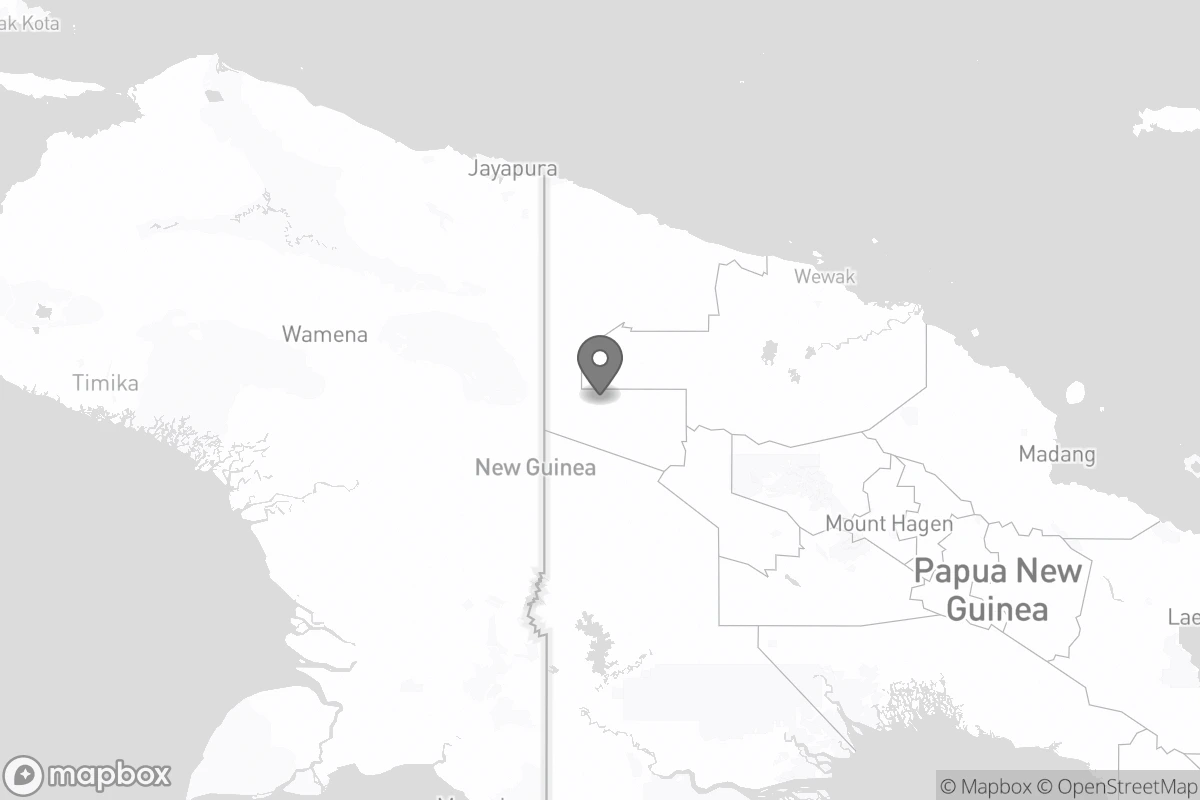 ak Kota
Jayapura
Wewak
Wamena
Timika
Madang
New Guinea
Mount Hagen
Papua New
Guinea
Lae
mapbox
© Mapbox © OpenStreetMap